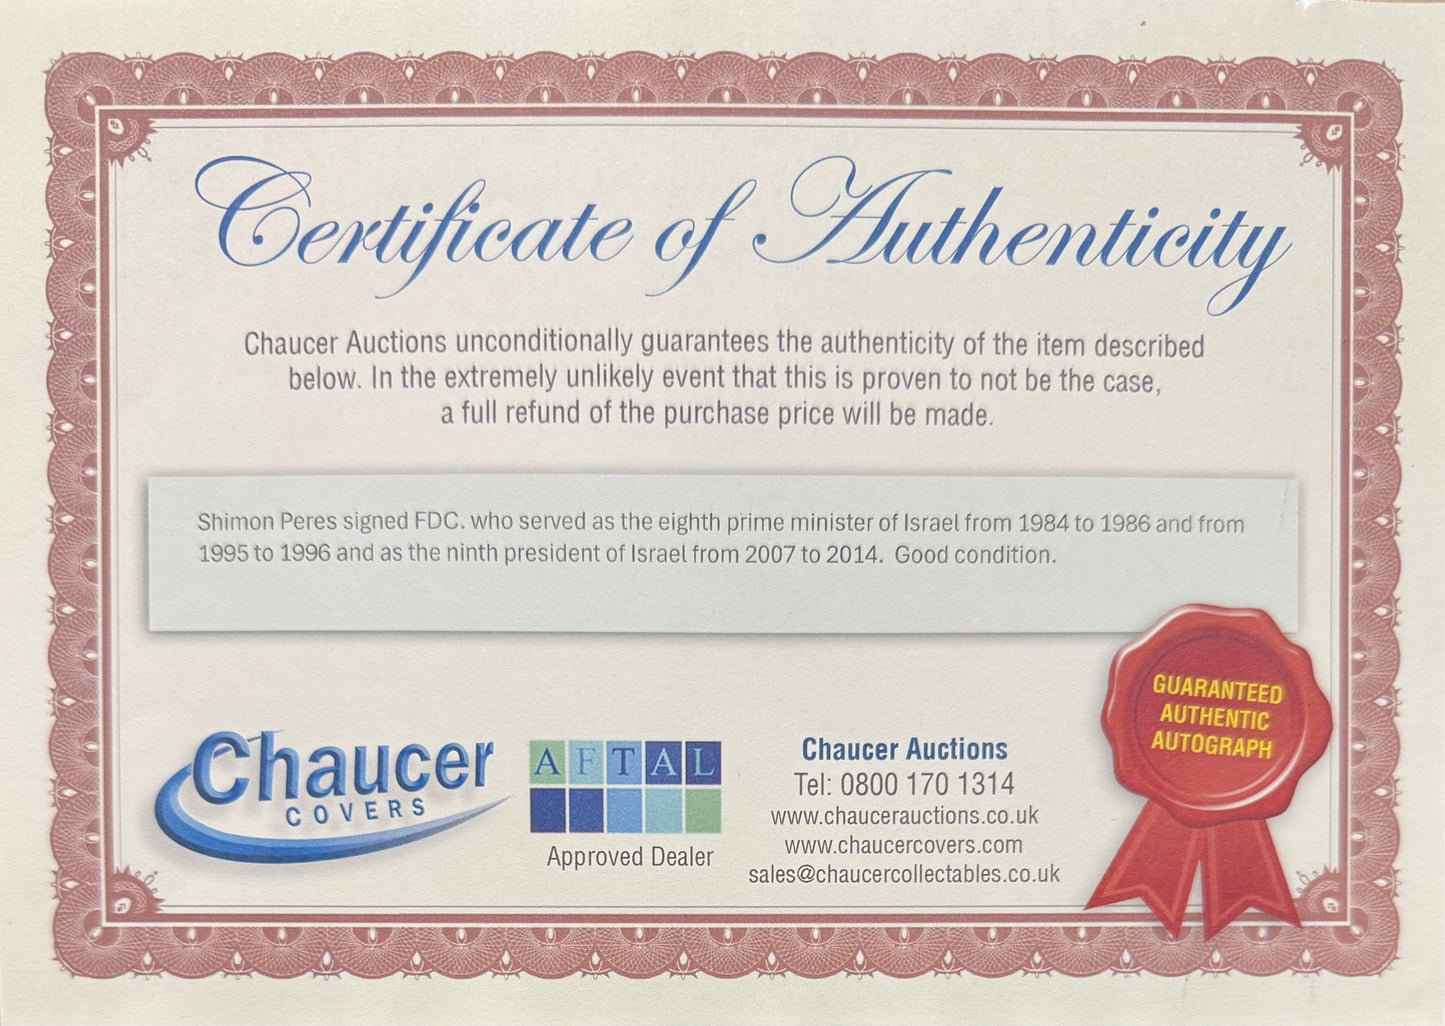 Certificate of Authenticity
Chaucer Auctions unconditionally guarantees the authenticity of the item described
below. In the extremely unlikely event that this is proven to not be the case,
a full refund of the purchase price will be made.
Shimon Peres signed FDC. who served as the eighth prime minister of Israel from 1984 to 1986 and from
1995 to 1996 and as the ninth president of Israel from 2007 to 2014. Good condition.
GUARANTEED
AUTHENTIC
AUTOGRAPH
Chaucer
COVERS
AFTAL
Approved Dealer
Chaucer Auctions
Tel: 0800 170 1314
www.chaucerauctions.co.uk
www.chaucercovers.com
sales@chaucercollectables.co.uk